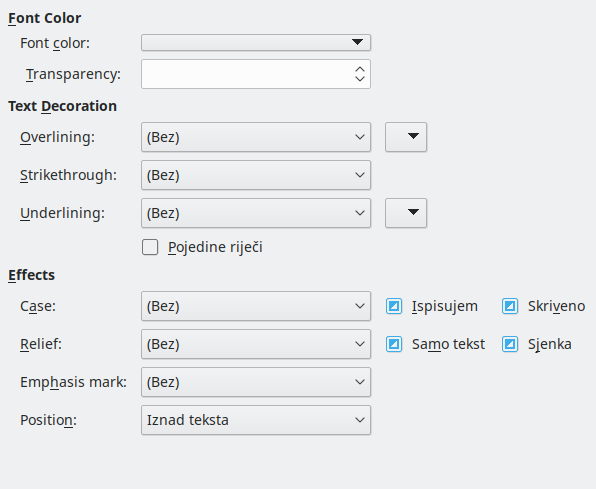 Font Color
Font color:
Transparency:
Text Decoration
Overlining: (Bez)
Strikethrough: (Bez)
Underlining: (Bez)
Pojedine riječi
Effects
Case: (Bez) Ispisujem Skriveno
Relief: (Bez) Samo tekst Sjenka
Emphasis mark: (Bez)
Position: Iznad teksta